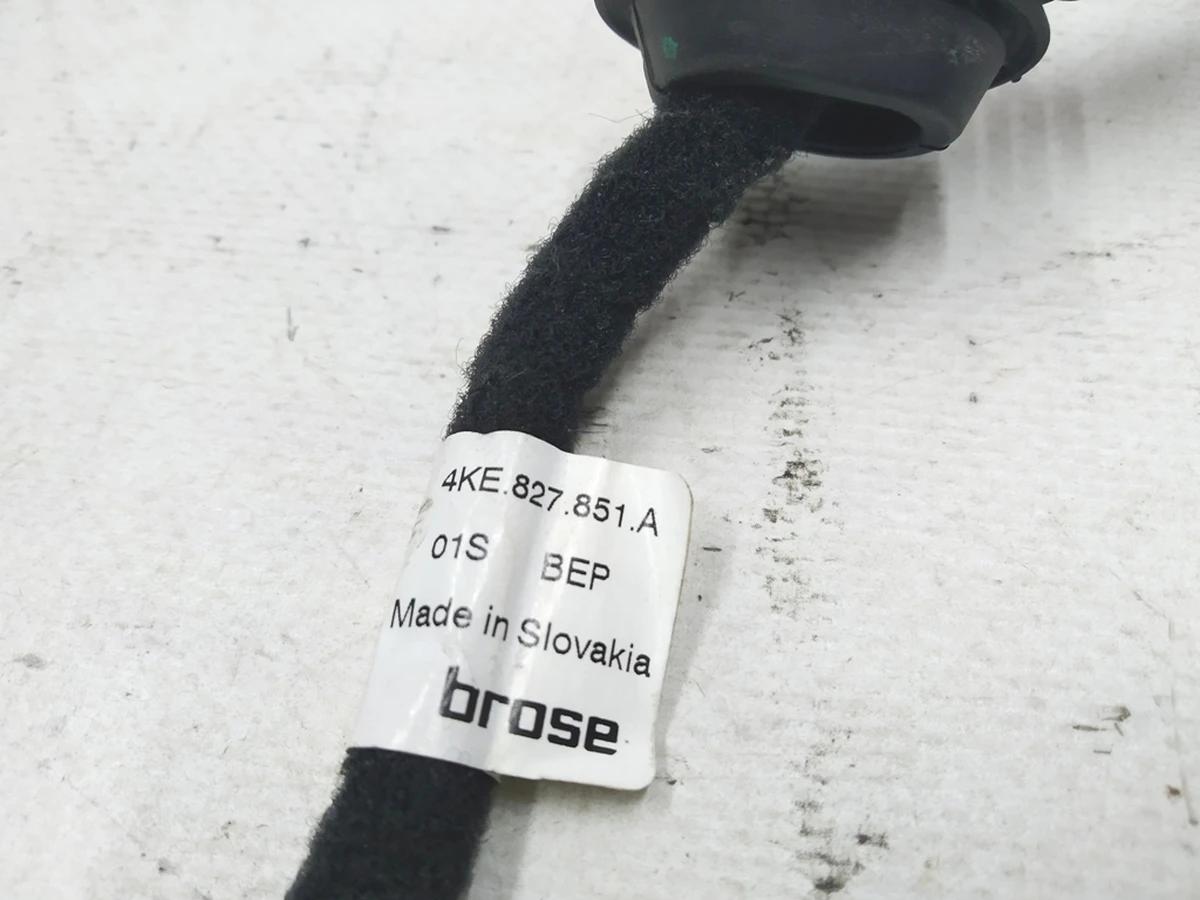 4KE.827.851.A
01S BEP
Made in Slovakia
brose